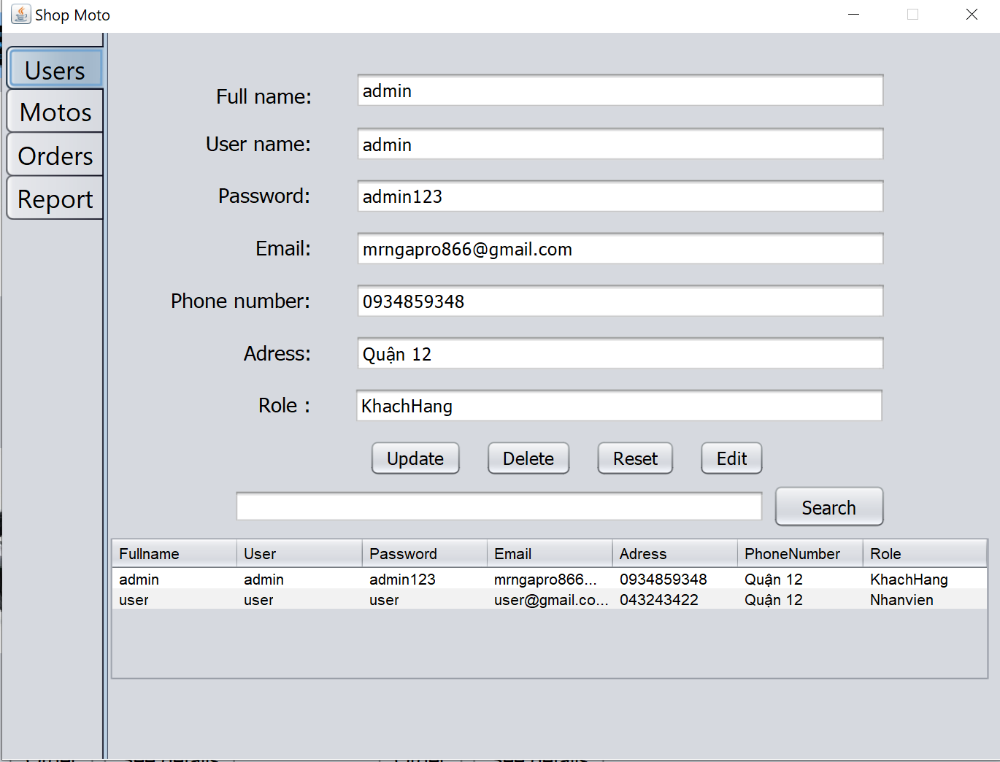 Shop Moto
Users
Motos
Orders
Report
Full name: admin
User name: admin
Password: admin123
Email: mrngapro866@gmail.com
Phone number: 0934859348
Adress: Quận 12
Role : KhachHang
Update Delete Reset Edit
Search
Fullname User Password Email Adress PhoneNumber Role
admin admin admin123 mrngapro866... 0934859348 Quận 12 KhachHang
user user user user@gmail.co... 043243422 Quận 12 Nhanvien